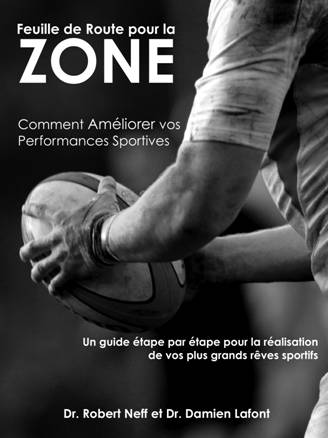 Feuille de Route pour la
ZONE
Comment Améliorer vos
Performances Sportives
Un guide étape par étape pour la réalisation
de vos plus grands rêves sportifs
Dr. Robert Neff et Dr. Damien Lafont